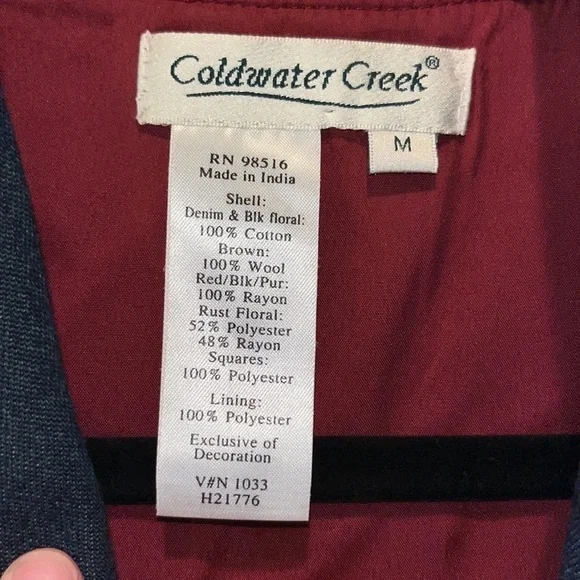 Coldwater Creek®
M
RN 98516
Made in India
Shell:
Denim & Blk floral:
100% Cotton
Brown:
100% Wool
Red/Blk/Pur:
100% Rayon
Rust Floral:
52% Polyester
48% Rayon
Squares:
100% Polyester
Lining:
100% Polyester
Exclusive of
Decoration
V#N 1033
H21776